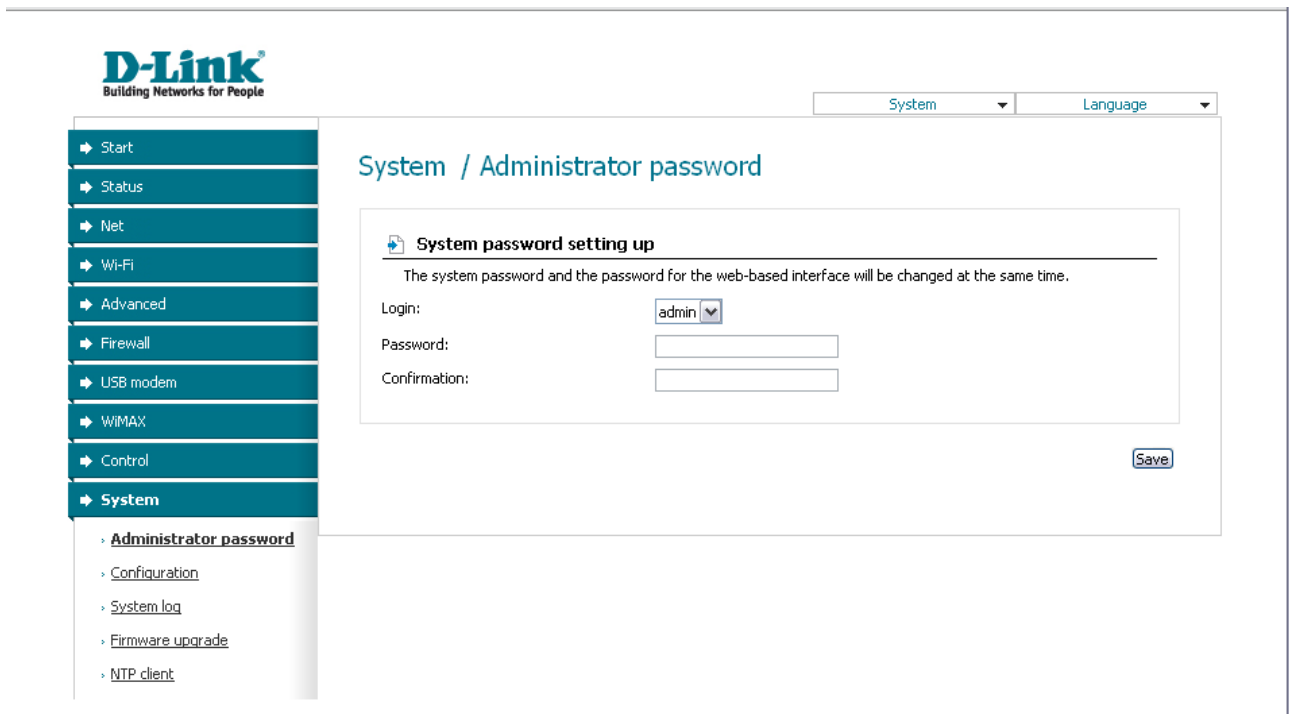 D-Link
Building Networks for People
System Language
Start
Status
Net
Wi-Fi
Advanced
Firewall
USB modem
WiMAX
Control
System
Administrator password
Configuration
System log
Firmware upgrade
NTP client
System / Administrator password
System password setting up
The system password and the password for the web-based interface will be changed at the same time.
Login: admin
Password:
Confirmation:
Save